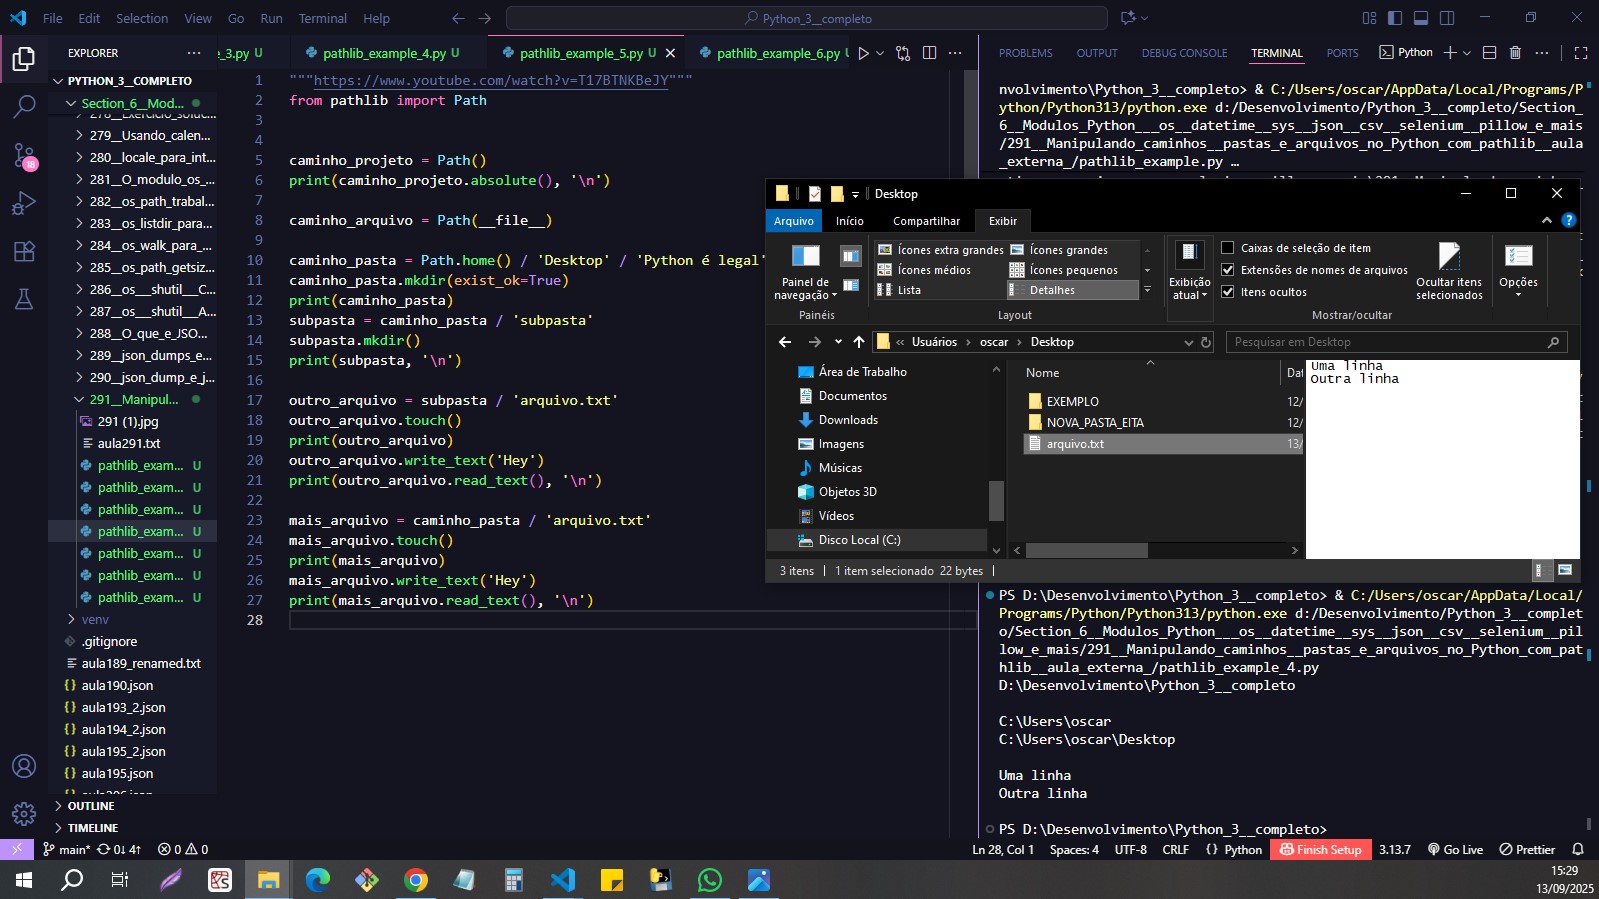 File Edit Selection View Go Run Terminal Help
Python_3__completo
EXPLORER
PYTHON_3__COMPLETO
Section_6__Mod...
279__Usando_calen...
280__locale_para_int...
281__O_modulo_os_...
282__os_path_trabal...
283__os_listdir_para...
284__os_walk_para_...
285__os_path_getsiz...
286__os___shutil___C...
287__os___shutil___A...
288__O_que_e_JSO...
289__json_dumps_e...
290__json_dump_e_j...
291__Manipul...
291 (1).jpg
aula291.txt
pathlib_exam... U
pathlib_exam... U
pathlib_exam... U
pathlib_exam... U
pathlib_exam... U
pathlib_exam... U
pathlib_exam... U
venv
.gitignore
aula189_renamed.txt
{} aula190.json
{} aula193_2.json
{} aula194_2.json
{} aula195_2.json
{} aula195.json
OUTLINE
TIMELINE
_3.py U
pathlib_example_4.py U
pathlib_example_5.py U
pathlib_example_6.py U
1 """https://www.youtube.com/watch?v=T17BTNKBeJY"""
2 from pathlib import Path
3
4
5 caminho_projeto = Path()
6 print(caminho_projeto.absolute(), '\n')
7
8 caminho_arquivo = Path(__file__)
9
10 caminho_pasta = Path.home() / 'Desktop' / 'Python é legal'
11 caminho_pasta.mkdir(exist_ok=True)
12 print(caminho_pasta)
13 subpasta = caminho_pasta / 'subpasta'
14 subpasta.mkdir()
15 print(subpasta, '\n')
16
17 outro_arquivo = subpasta / 'arquivo.txt'
18 outro_arquivo.touch()
19 print(outro_arquivo)
20 outro_arquivo.write_text('Hey')
21 print(outro_arquivo.read_text(), '\n')
22
23 mais_arquivo = caminho_pasta / 'arquivo.txt'
24 mais_arquivo.touch()
25 print(mais_arquivo)
26 mais_arquivo.write_text('Hey')
27 print(mais_arquivo.read_text(), '\n')
28
PROBLEMS OUTPUT DEBUG CONSOLE TERMINAL PORTS Python
nvolvimento\Python_3__completo> & C:/Users/oscar/AppData/Local/Programs/P
ython/Python313/python.exe d:/Desenvolvimento/Python_3__completo/Section_
6__Modulos_Python___os__datetime__sys__json__csv__selenium__pillow_e_mais
/291__Manipulando_caminhos__pastas_e_arquivos_no_Python_com_pathlib__aula
_externa_/pathlib_example.py …
Desktop
Arquivo Início Compartilhar Exibir
Painel de navegação
Painéis
Ícones extra grandes Ícones grandes
Ícones médios Ícones pequenos
Lista Detalhes
Layout
Exibição atual
Caixas de seleção de item
Extensões de nomes de arquivos
Itens ocultos
Ocultar itens selecionados
Mostrar/ocultar
Opções
« Usuários › oscar › Desktop
Pesquisar em Desktop
Área de Trabalho
Documentos
Downloads
Imagens
Músicas
Objetos 3D
Vídeos
Disco Local (C:)
Nome
EXEMPLO 12/
NOVA_PASTA_EITA 12/
arquivo.txt 13/
Uma linha
Outra linha
3 itens 1 item selecionado 22 bytes
PS D:\Desenvolvimento\Python_3__completo> & C:/Users/oscar/AppData/Local/
Programs/Python/Python313/python.exe d:/Desenvolvimento/Python_3__complet
o/Section_6__Modulos_Python___os__datetime__sys__json__csv__selenium__pil
low_e_mais/291__Manipulando_caminhos__pastas_e_arquivos_no_Python_com_pat
hlib__aula_externa_/pathlib_example_4.py
D:\Desenvolvimento\Python_3__completo
C:\Users\oscar
C:\Users\oscar\Desktop
Uma linha
Outra linha
PS D:\Desenvolvimento\Python_3__completo>
main* 0↓ 4↑ 0 0
Ln 28, Col 1 Spaces: 4 UTF-8 CRLF {} Python Finish Setup 3.13.7 Go Live Prettier
15:29
13/09/2025